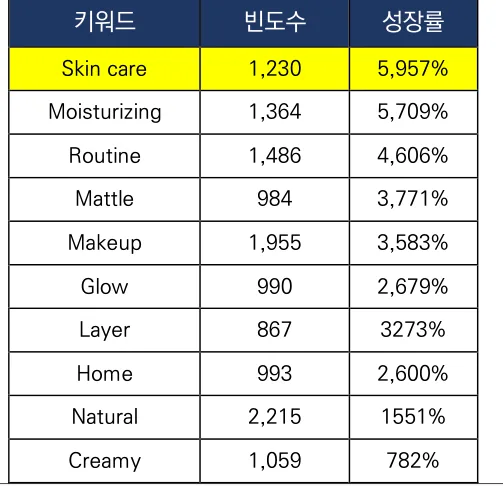 키워드 빈도수 성장률
Skin care 1,230 5,957%
Moisturizing 1,364 5,709%
Routine 1,486 4,606%
Mattle 984 3,771%
Makeup 1,955 3,583%
Glow 990 2,679%
Layer 867 3273%
Home 993 2,600%
Natural 2,215 1551%
Creamy 1,059 782%